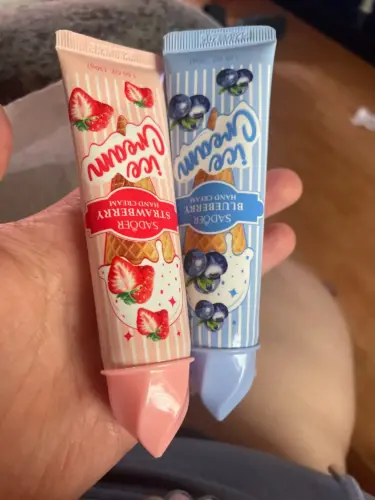 SADOER
STRAWBERRY
HAND CREAM
ice
Cream
SADOER
BLUEBERRY
HAND CREAM
ice
Cream